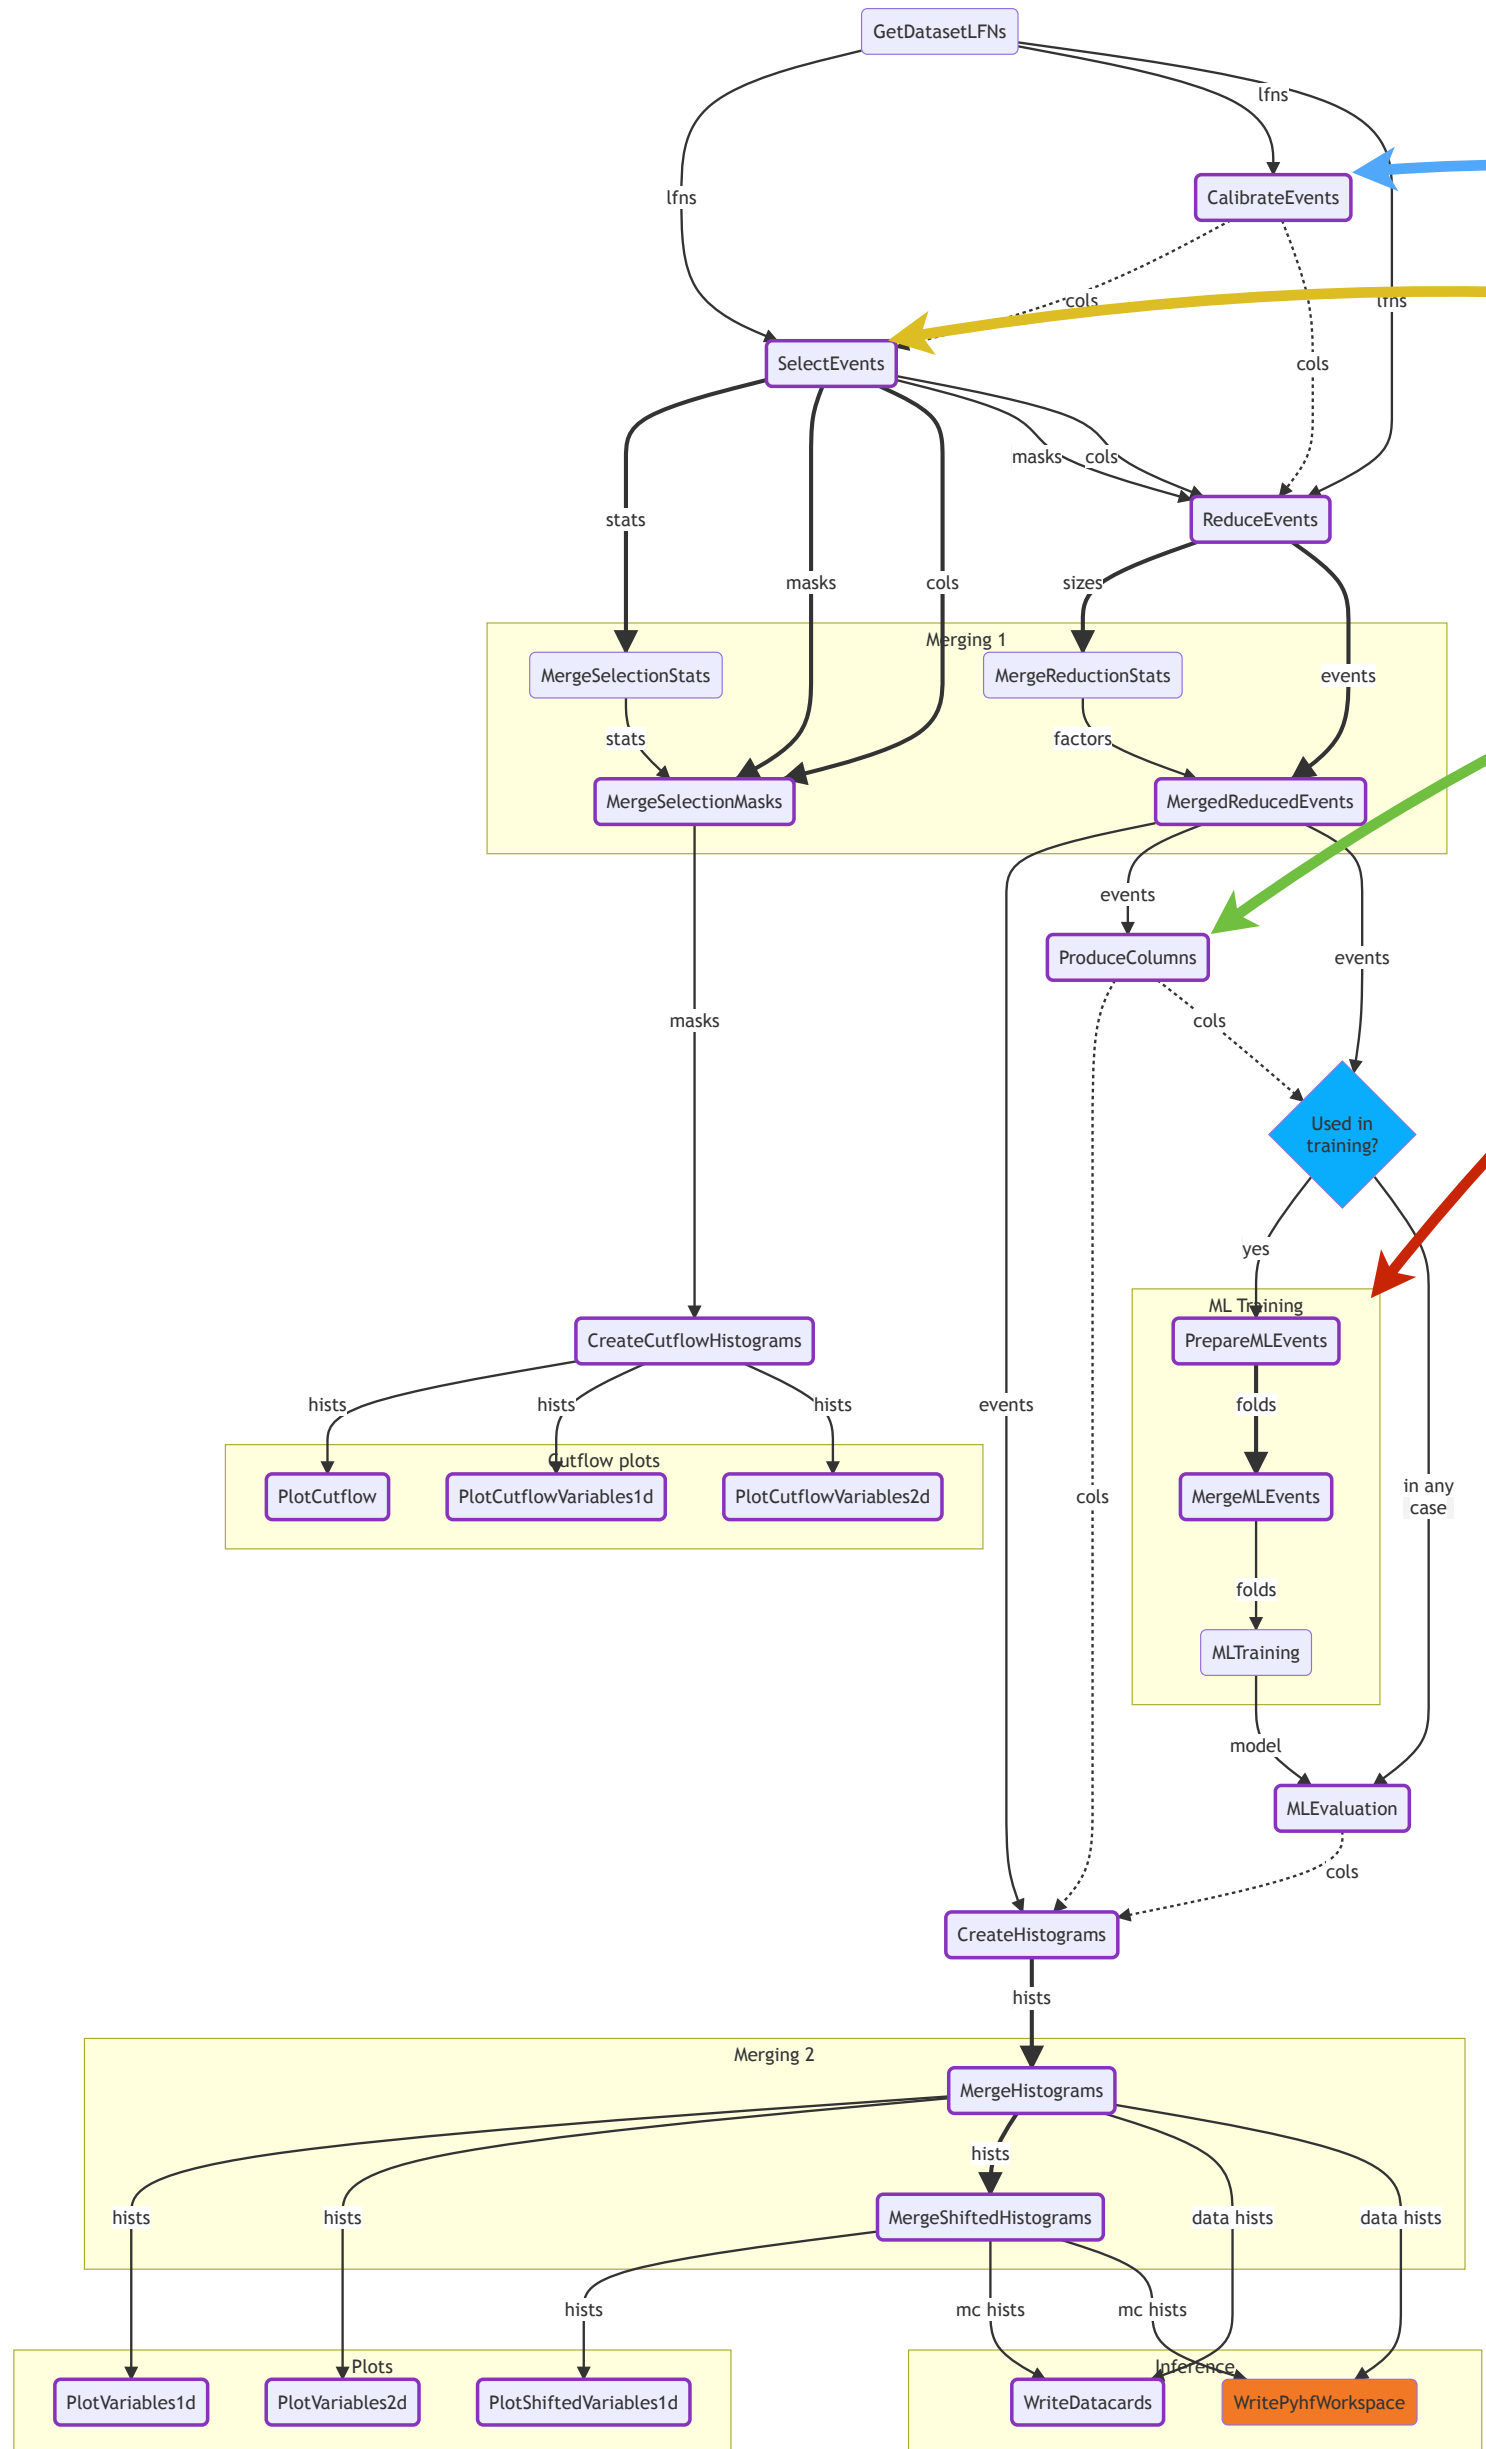 GetDatasetLFNs
lfns
CalibrateEvents
lfns
cols
lfns
SelectEvents
cols
masks
cols
stats
ReduceEvents
masks
cols
sizes
Merging 1
MergeSelectionStats
MergeReductionStats
events
stats
factors
MergeSelectionMasks
MergedReducedEvents
events
ProduceColumns
events
masks
cols
Used in
training?
yes
ML Training
CreateCutflowHistograms
PrepareMLEvents
hists
hists
hists
events
folds
Cutflow plots
PlotCutflow
PlotCutflowVariables1d
PlotCutflowVariables2d
cols
MergeMLEvents
in any
case
folds
MLTraining
model
MLEvaluation
cols
CreateHistograms
hists
Merging 2
MergeHistograms
hists
hists
hists
MergeShiftedHistograms
data hists
data hists
hists
mc hists
mc hists
Plots
Inference
PlotVariables1d
PlotVariables2d
PlotShiftedVariables1d
WriteDatacards
WritePyhfWorkspace